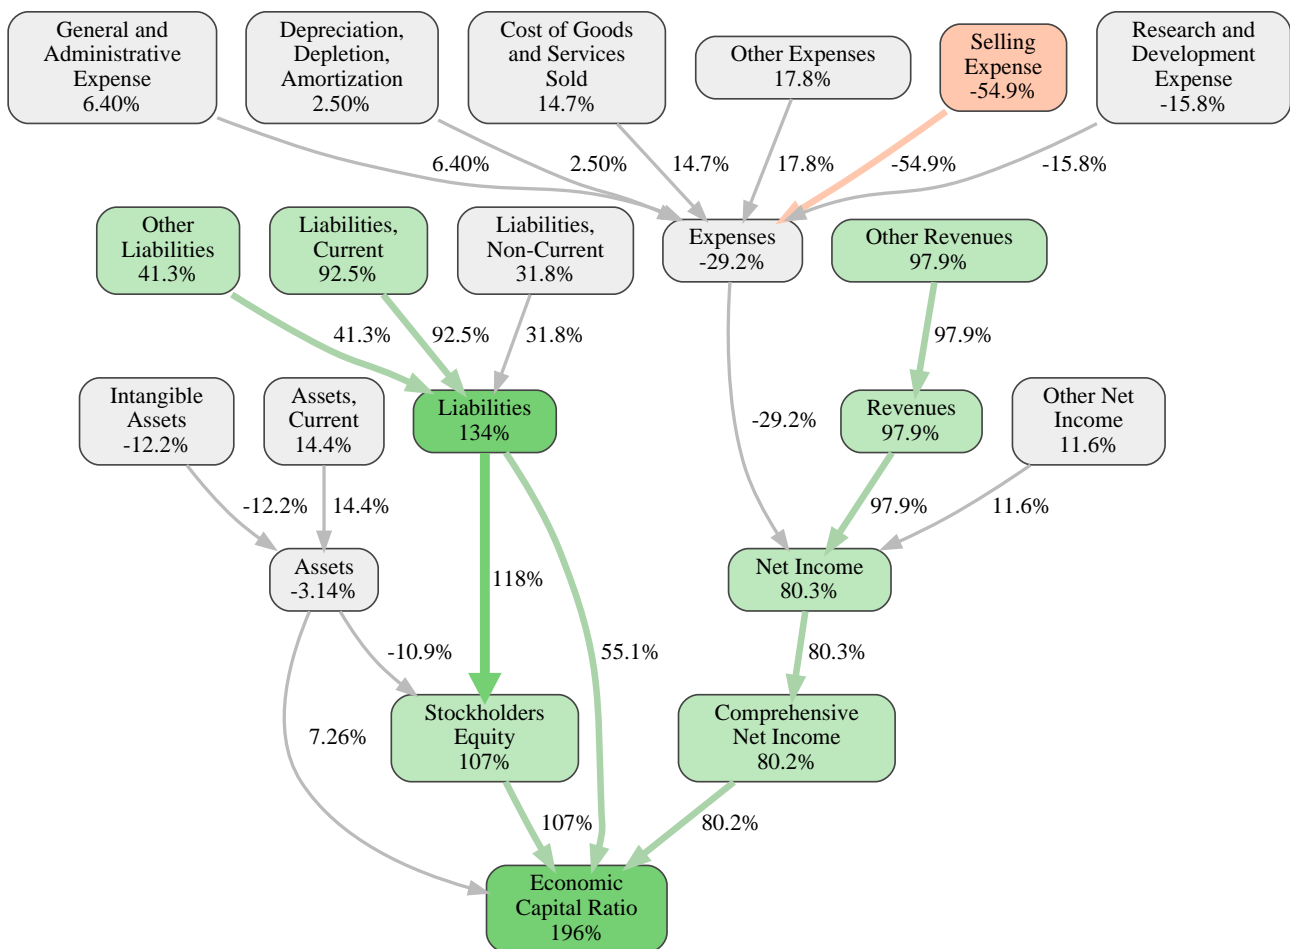 General and
Administrative
Expense
6.40%
Depreciation,
Depletion,
Amortization
2.50%
Cost of Goods
and Services
Sold
14.7%
Other Expenses
17.8%
Selling
Expense
-54.9%
Research and
Development
Expense
-15.8%
6.40%
2.50%
14.7%
17.8%
-54.9%
-15.8%
Other
Liabilities
41.3%
Liabilities,
Current
92.5%
Liabilities,
Non-Current
31.8%
Expenses
-29.2%
Other Revenues
97.9%
41.3%
92.5%
31.8%
97.9%
Intangible
Assets
-12.2%
Assets,
Current
14.4%
Liabilities
134%
-29.2%
Revenues
97.9%
Other Net
Income
11.6%
-12.2%
14.4%
97.9%
11.6%
Assets
-3.14%
118%
Net Income
80.3%
-10.9%
55.1%
80.3%
7.26%
Stockholders
Equity
107%
Comprehensive
Net Income
80.2%
107%
80.2%
Economic
Capital Ratio
196%